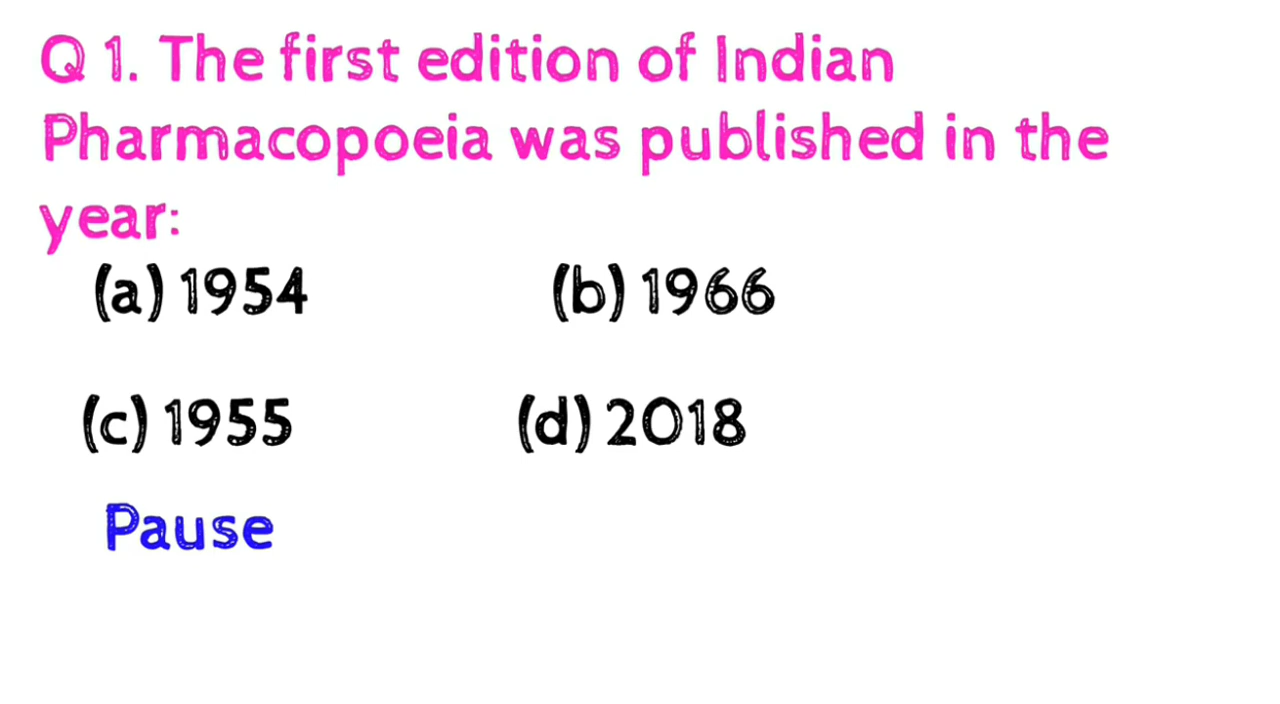 Q 1. The first edition of Indian
Pharmacopoeia was published in the
year:
(a) 1954 (b) 1966
(c) 1955 (d) 2018
Pause